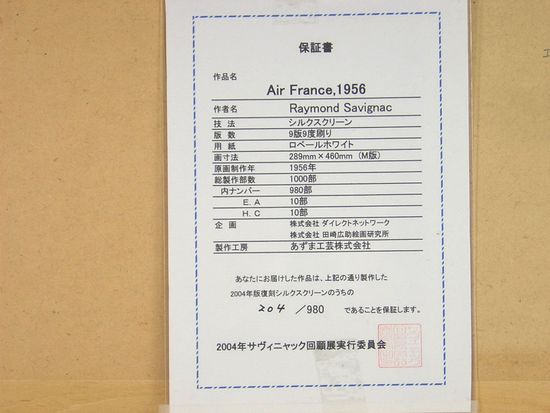 保証書
作品名
Air France,1956
作者名 Raymond Savignac
技法 シルクスクリーン
版数 9版9度刷り
用紙 ロベールホワイト
画寸法 289mm×460mm (M版)
原画制作年 1956年
総製作部数 1000部
内ナンバー 980部
E.A 10部
H.C 10部
企画 株式会社 ダイレクトネットワーク
株式会社 田崎広助絵画研究所
製作工房 あずま工芸株式会社
あなたにお届けした作品は、上記の通り製作した
2004年版復刻シルクスクリーンのうちの
204 /980 であることを保証します。
2004年サヴィニャック回顧展実行委員会